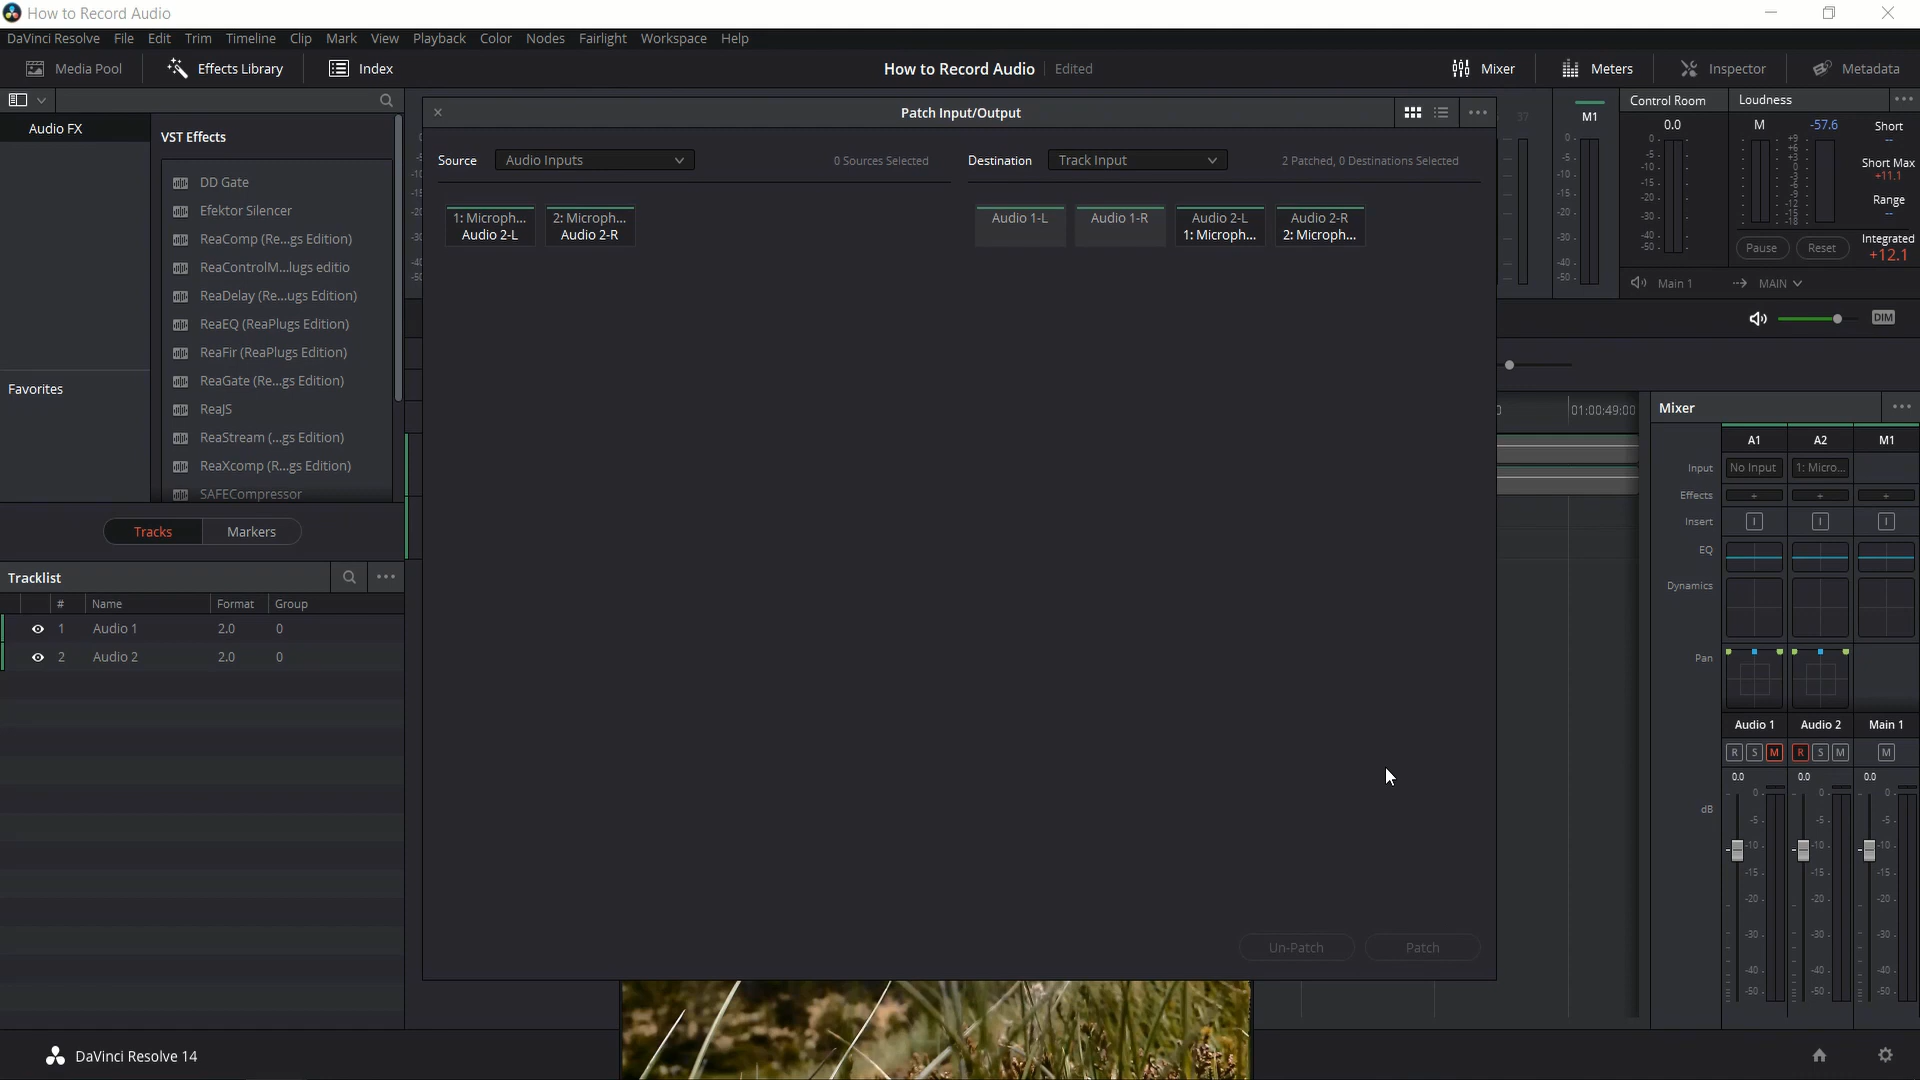 How to Record Audio
DaVinci Resolve File Edit Trim Timeline Clip Mark View Playback Color Nodes Fairlight Workspace Help
Media Pool Effects Library Index How to Record Audio Edited Mixer Meters Inspector Metadata
Audio FX
VST Effects
DD Gate
Efektor Silencer
ReaComp (Re...gs Edition)
ReaControlM...lugs editio
ReaDelay (Re...ugs Edition)
ReaEQ (ReaPlugs Edition)
ReaFir (ReaPlugs Edition)
ReaGate (Re...gs Edition)
ReaJS
ReaStream (...gs Edition)
ReaXcomp (R...gs Edition)
SAFECompressor
Favorites
Tracks Markers
Tracklist
# Name Format Group
1 Audio 1 2.0 0
2 Audio 2 2.0 0
Patch Input/Output
Source Audio Inputs 0 Sources Selected Destination Track Input 2 Patched, 0 Destinations Selected
1: Microph... 2: Microph... Audio 1-L Audio 1-R Audio 2-L Audio 2-R
Audio 2-L Audio 2-R 1: Microph... 2: Microph...
Un-Patch Patch
37 M1
Control Room Loudness
0.0 M -57.6 Short
Short Max
+11.1
Range
Integrated
+12.1
Pause Reset
Main 1 MAIN
DIM
01:00:49:00
Mixer
A1 A2 M1
Input No Input 1: Micro...
Effects + + +
Insert I I I
EQ
Dynamics
Pan
Audio 1 Audio 2 Main 1
R S M R S M M
0.0 0.0 0.0
dB
DaVinci Resolve 14